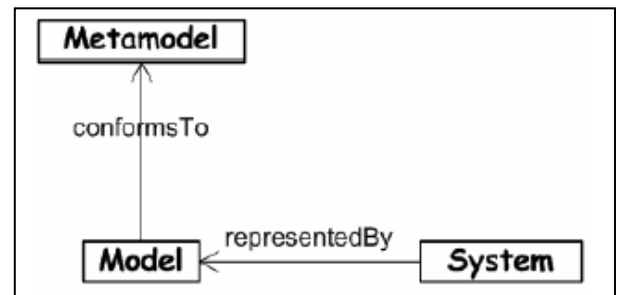 Metamodel
conformsTo
representedBy
Model
System